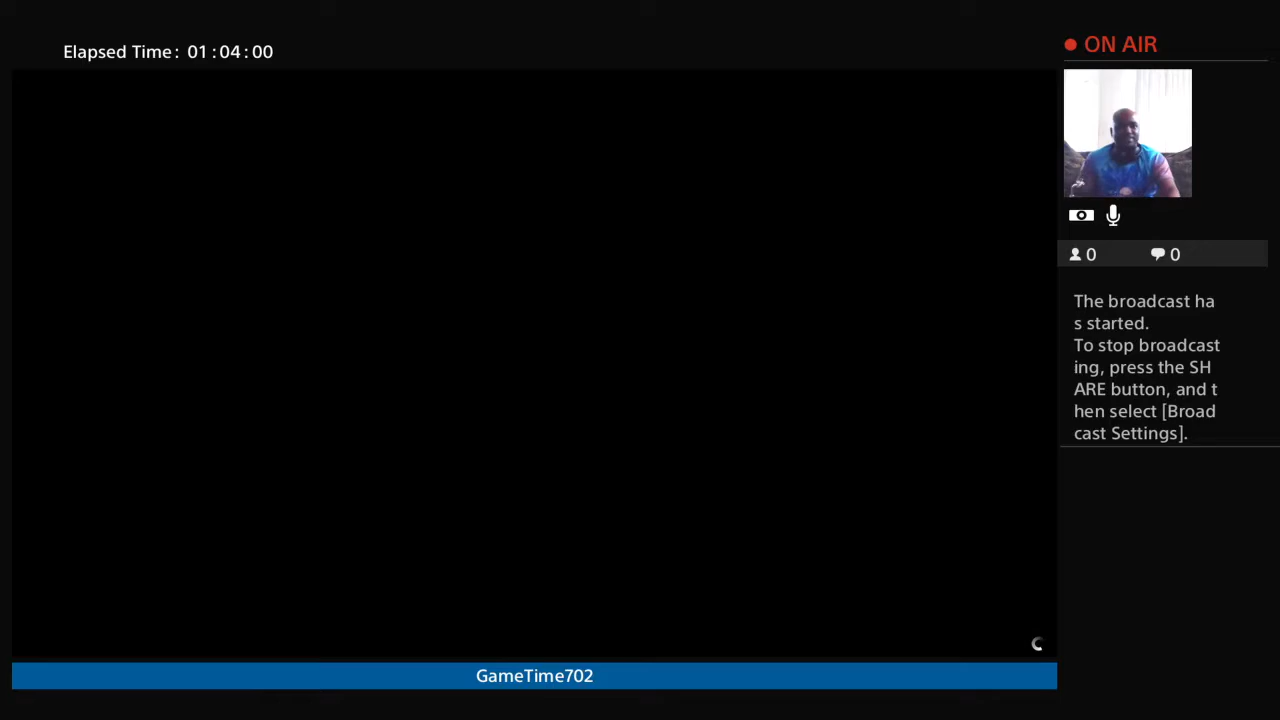 Elapsed Time: 01:04:00
ON AIR
0 0
The broadcast ha
s started.
To stop broadcast
ing, press the SH
ARE button, and t
hen select [Broad
cast Settings].
GameTime702